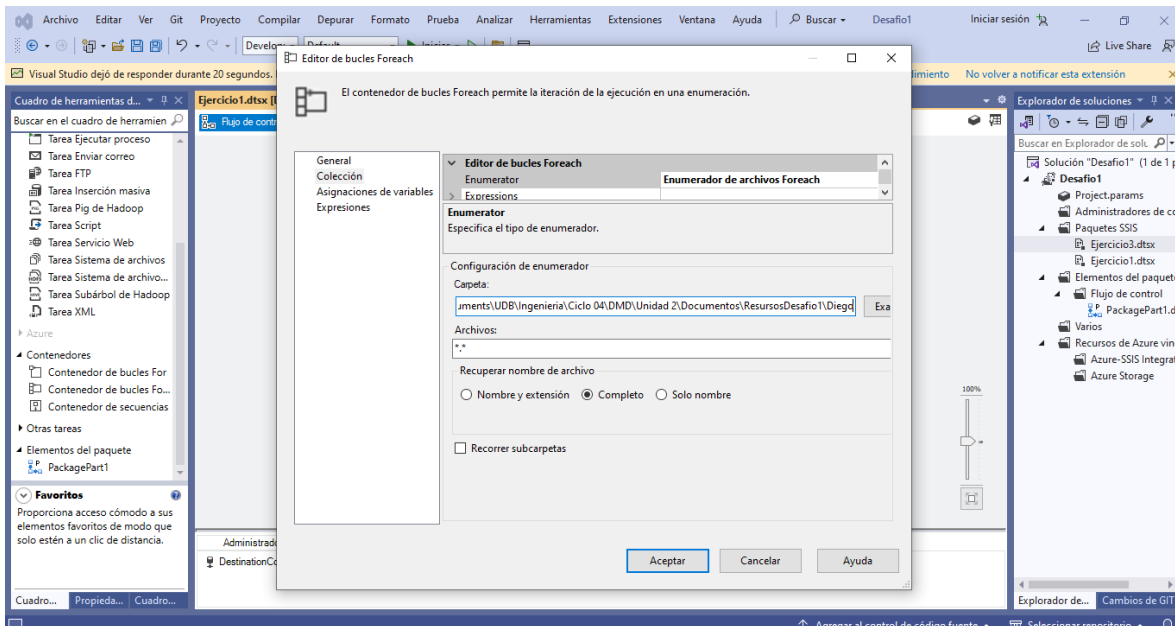 Archivo Editar Ver Git Proyecto Compilar Depurar Formato Prueba Analizar Herramientas Extensiones Ventana Ayuda Buscar Desafio1 Iniciar sesión
Live Share
Visual Studio dejó de responder durante 20 segundos.
No volver a notificar esta extensión
Cuadro de herramientas d...
Buscar en el cuadro de herramien
Tarea Ejecutar proceso
Tarea Enviar correo
Tarea FTP
Tarea Inserción masiva
Tarea Pig de Hadoop
Tarea Script
Tarea Servicio Web
Tarea Sistema de archivos
Tarea Sistema de archivo...
Tarea Subárbol de Hadoop
Tarea XML
Azure
Contenedores
Contenedor de bucles For
Contenedor de bucles Fo...
Contenedor de secuencias
Otras tareas
Elementos del paquete
PackagePart1
Favoritos
Proporciona acceso cómodo a sus
elementos favoritos de modo que
solo estén a un clic de distancia.
Cuadro... Propieda... Cuadro...
Ejercicio1.dtsx
Flujo de contr
Administrado
DestinationCo
Editor de bucles Foreach
El contenedor de bucles Foreach permite la iteración de la ejecución en una enumeración.
General
Colección
Asignaciones de variables
Expresiones
Editor de bucles Foreach
Enumerator Enumerador de archivos Foreach
Expressions
Enumerator
Especifica el tipo de enumerador.
Configuración de enumerador
Carpeta:
uments\UDB\Ingenieria\Ciclo 04\DMD\Unidad 2\Documentos\ResursosDesafio1\Diego Exa
Archivos:
*.*
Recuperar nombre de archivo
Nombre y extensión Completo Solo nombre
Recorrer subcarpetas
Aceptar Cancelar Ayuda
100%
Explorador de soluciones
Buscar en Explorador de solu
Solución "Desafio1" (1 de 1 p
Desafio1
Project.params
Administradores de co
Paquetes SSIS
Ejercicio3.dtsx
Ejercicio1.dtsx
Elementos del paquet
Flujo de control
PackagePart1.d
Varios
Recursos de Azure vin
Azure-SSIS Integrat
Azure Storage
Explorador de... Cambios de GIT
Agregar al control de código fuente Seleccionar repositorio